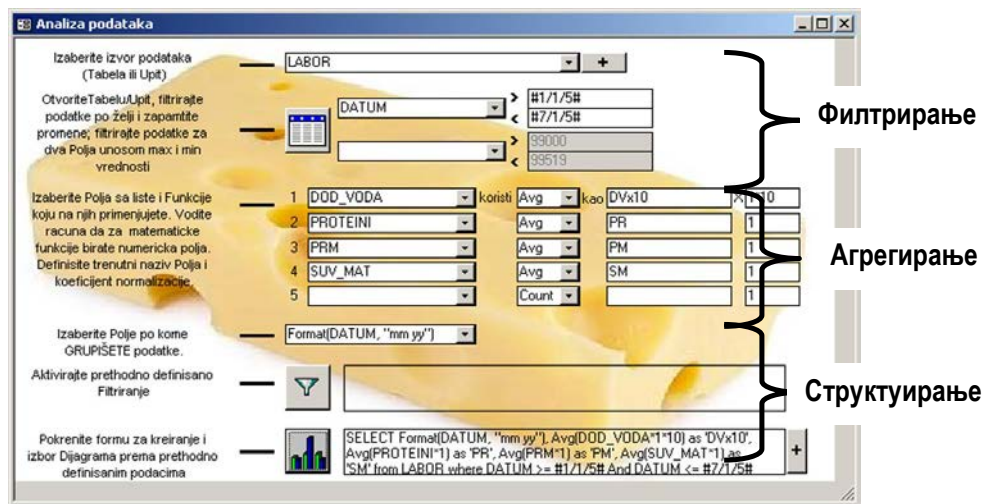 Analiza podataka
Izaberite izvor podataka
(Tabela ili Upit)
LABOR
+
OtvoriteTabelu/Upit, filtrirajte
podatke po želji i zapamtite
promene; filtrirajte podatke za
dva Polja unosom max i min
vrednosti
DATUM
> #1/1/5#
< #7/1/5#
> 99000
< 99519
Филтрирање
Izaberite Polja sa liste i Funkcije
koju na njih primenjujete. Vodite
racuna da za matematicke
funkcije birate numericka polja.
Definisite trenutni naziv Polja i
koeficijent normalizacije.
1 DOD_VODA koristi Avg kao DVx10 X
2 PROTEINI Avg PR 1
3 PRM Avg PM 1
4 SUV_MAT Avg SM 1
5 Count 1
Агрегирање
Izaberite Polje po kome
GRUPIŠETE podatke.
Format(DATUM, "mm yy")
Aktivirajte prethodno definisano
Filtriranje
Структуирање
Pokrenite formu za kreiranje i
izbor Dijagrama prema prethodno
definisanim podacima
SELECT Format(DATUM, "mm yy"), Avg(DOD_VODA*1*10) as 'DVx10',
Avg(PROTEINI*1) as 'PR', Avg(PRM*1) as 'PM', Avg(SUV_MAT*1) as
'SM' from LABOR where DATUM >= #1/1/5# And DATUM <= #7/1/5#
+